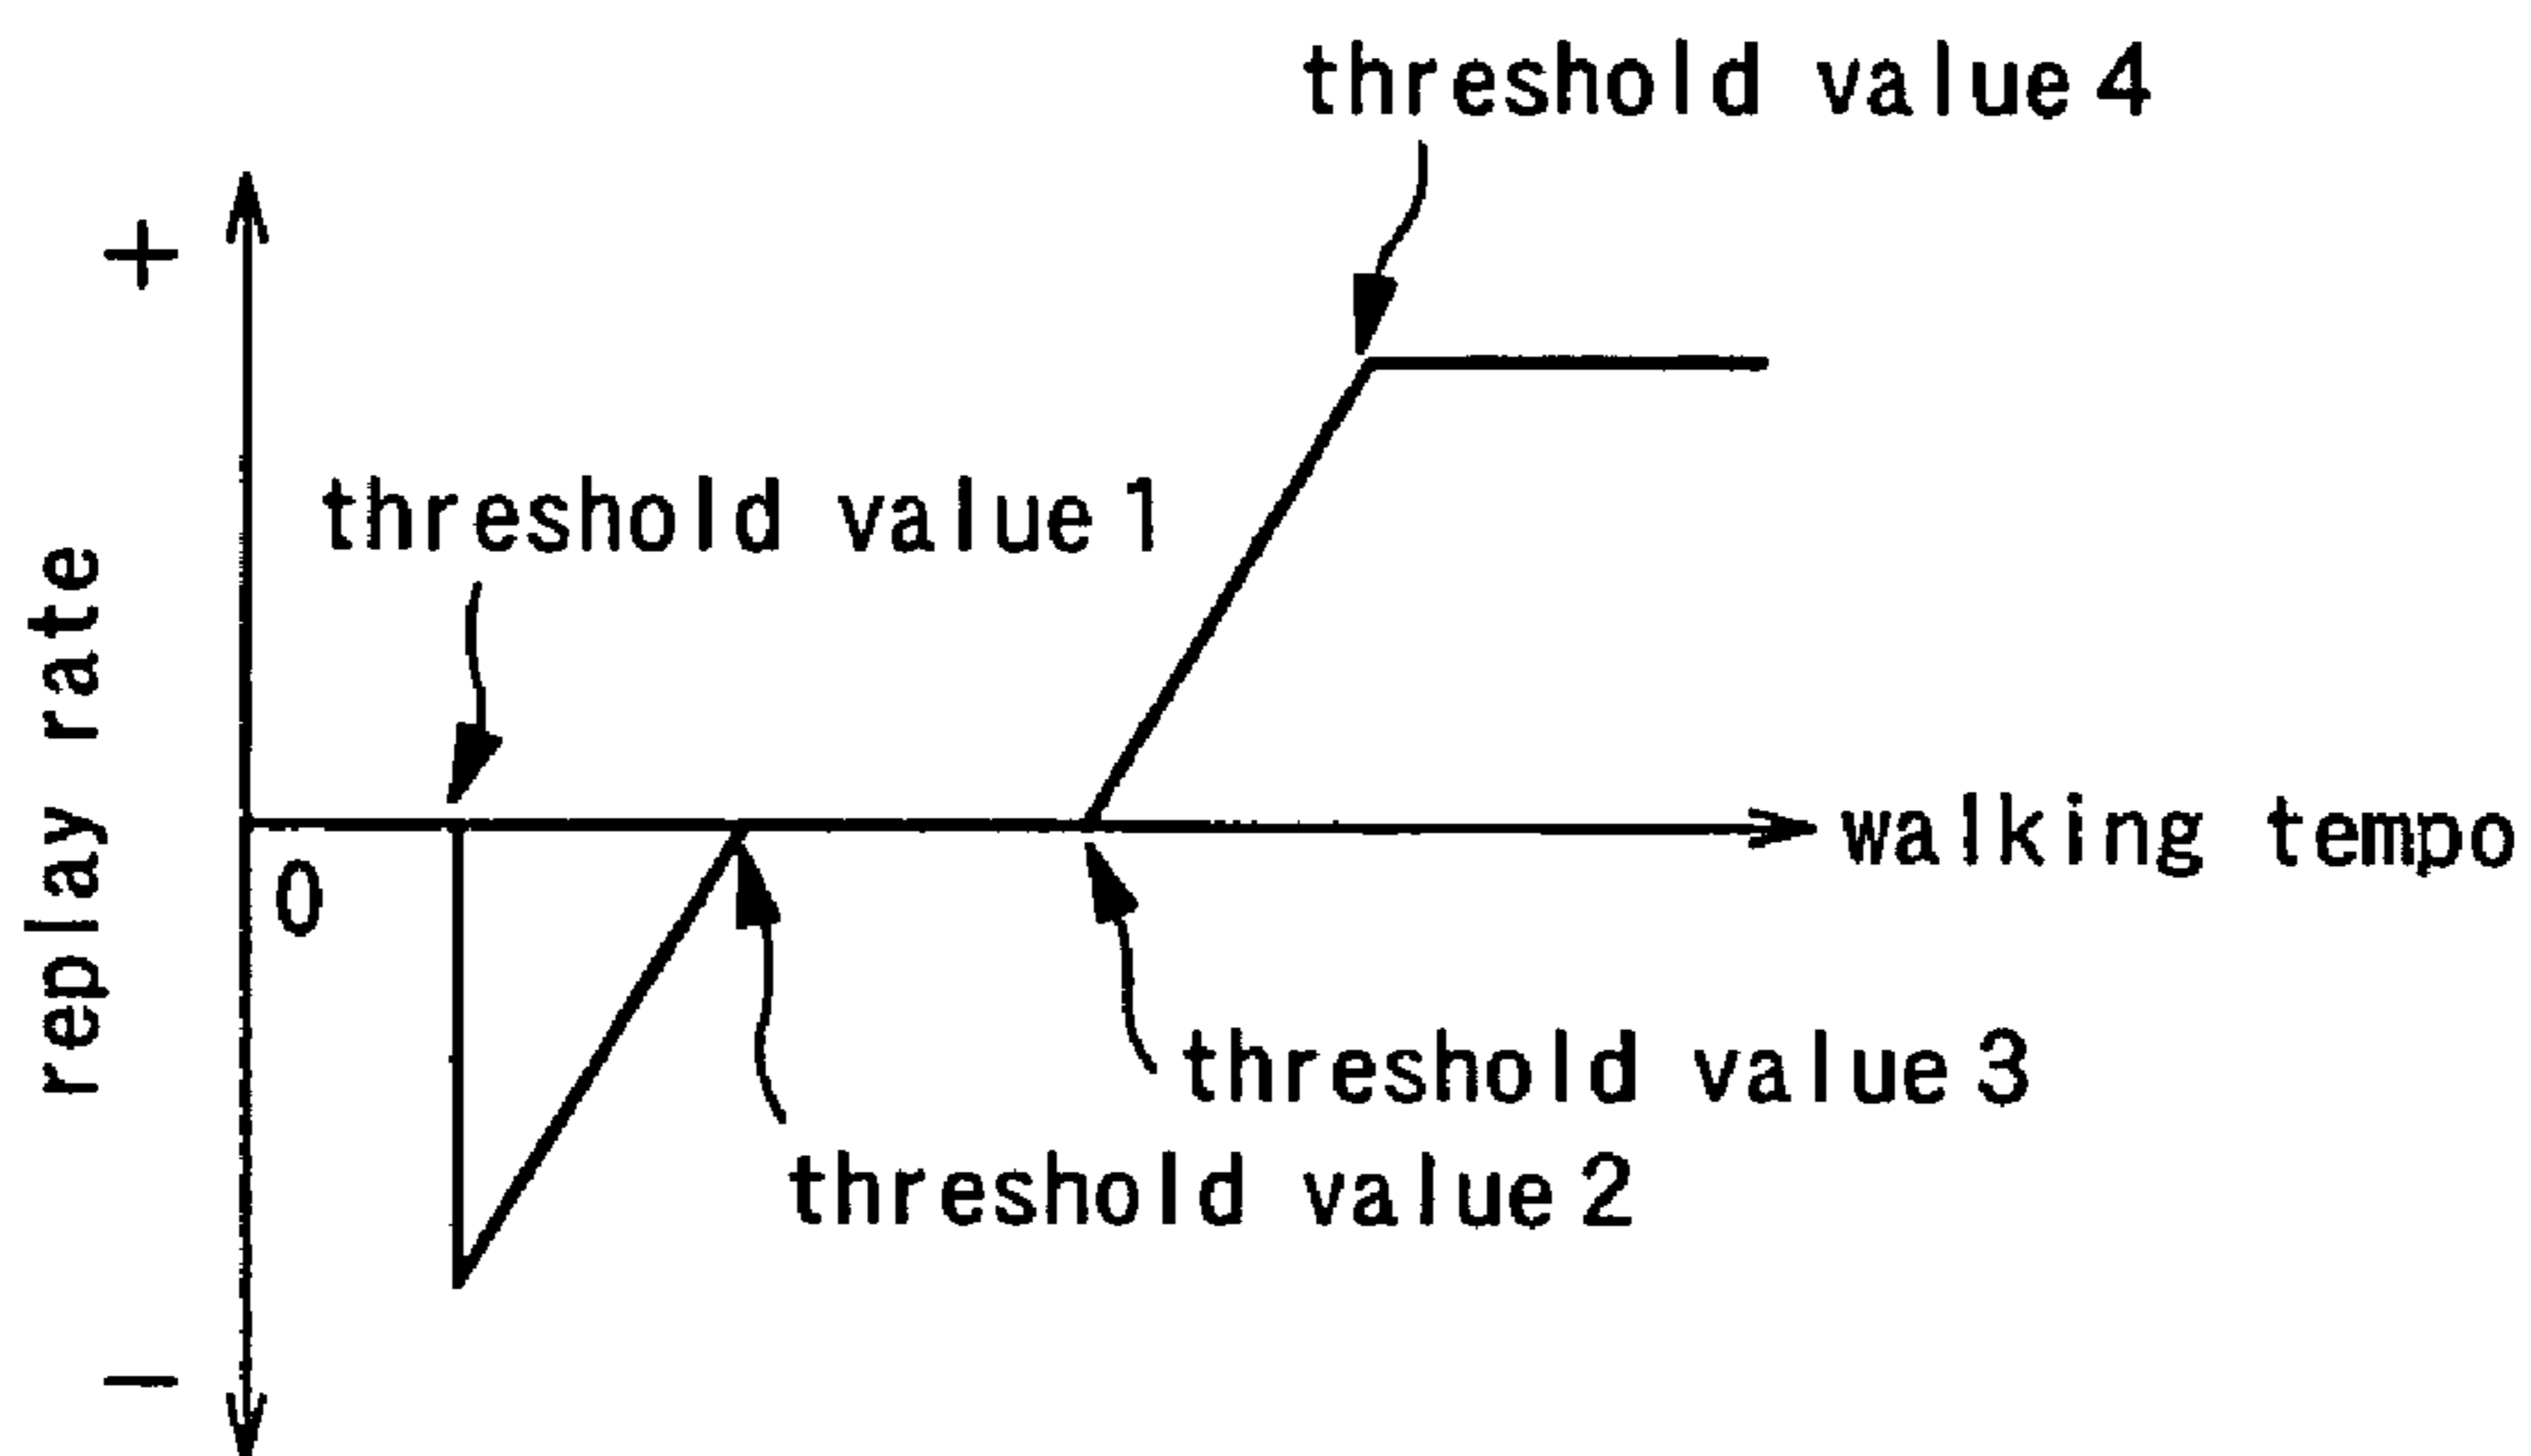 threshold value 4
+
threshold value 1
replay rate
walking tempo
0
threshold value 3
threshold value 2
−